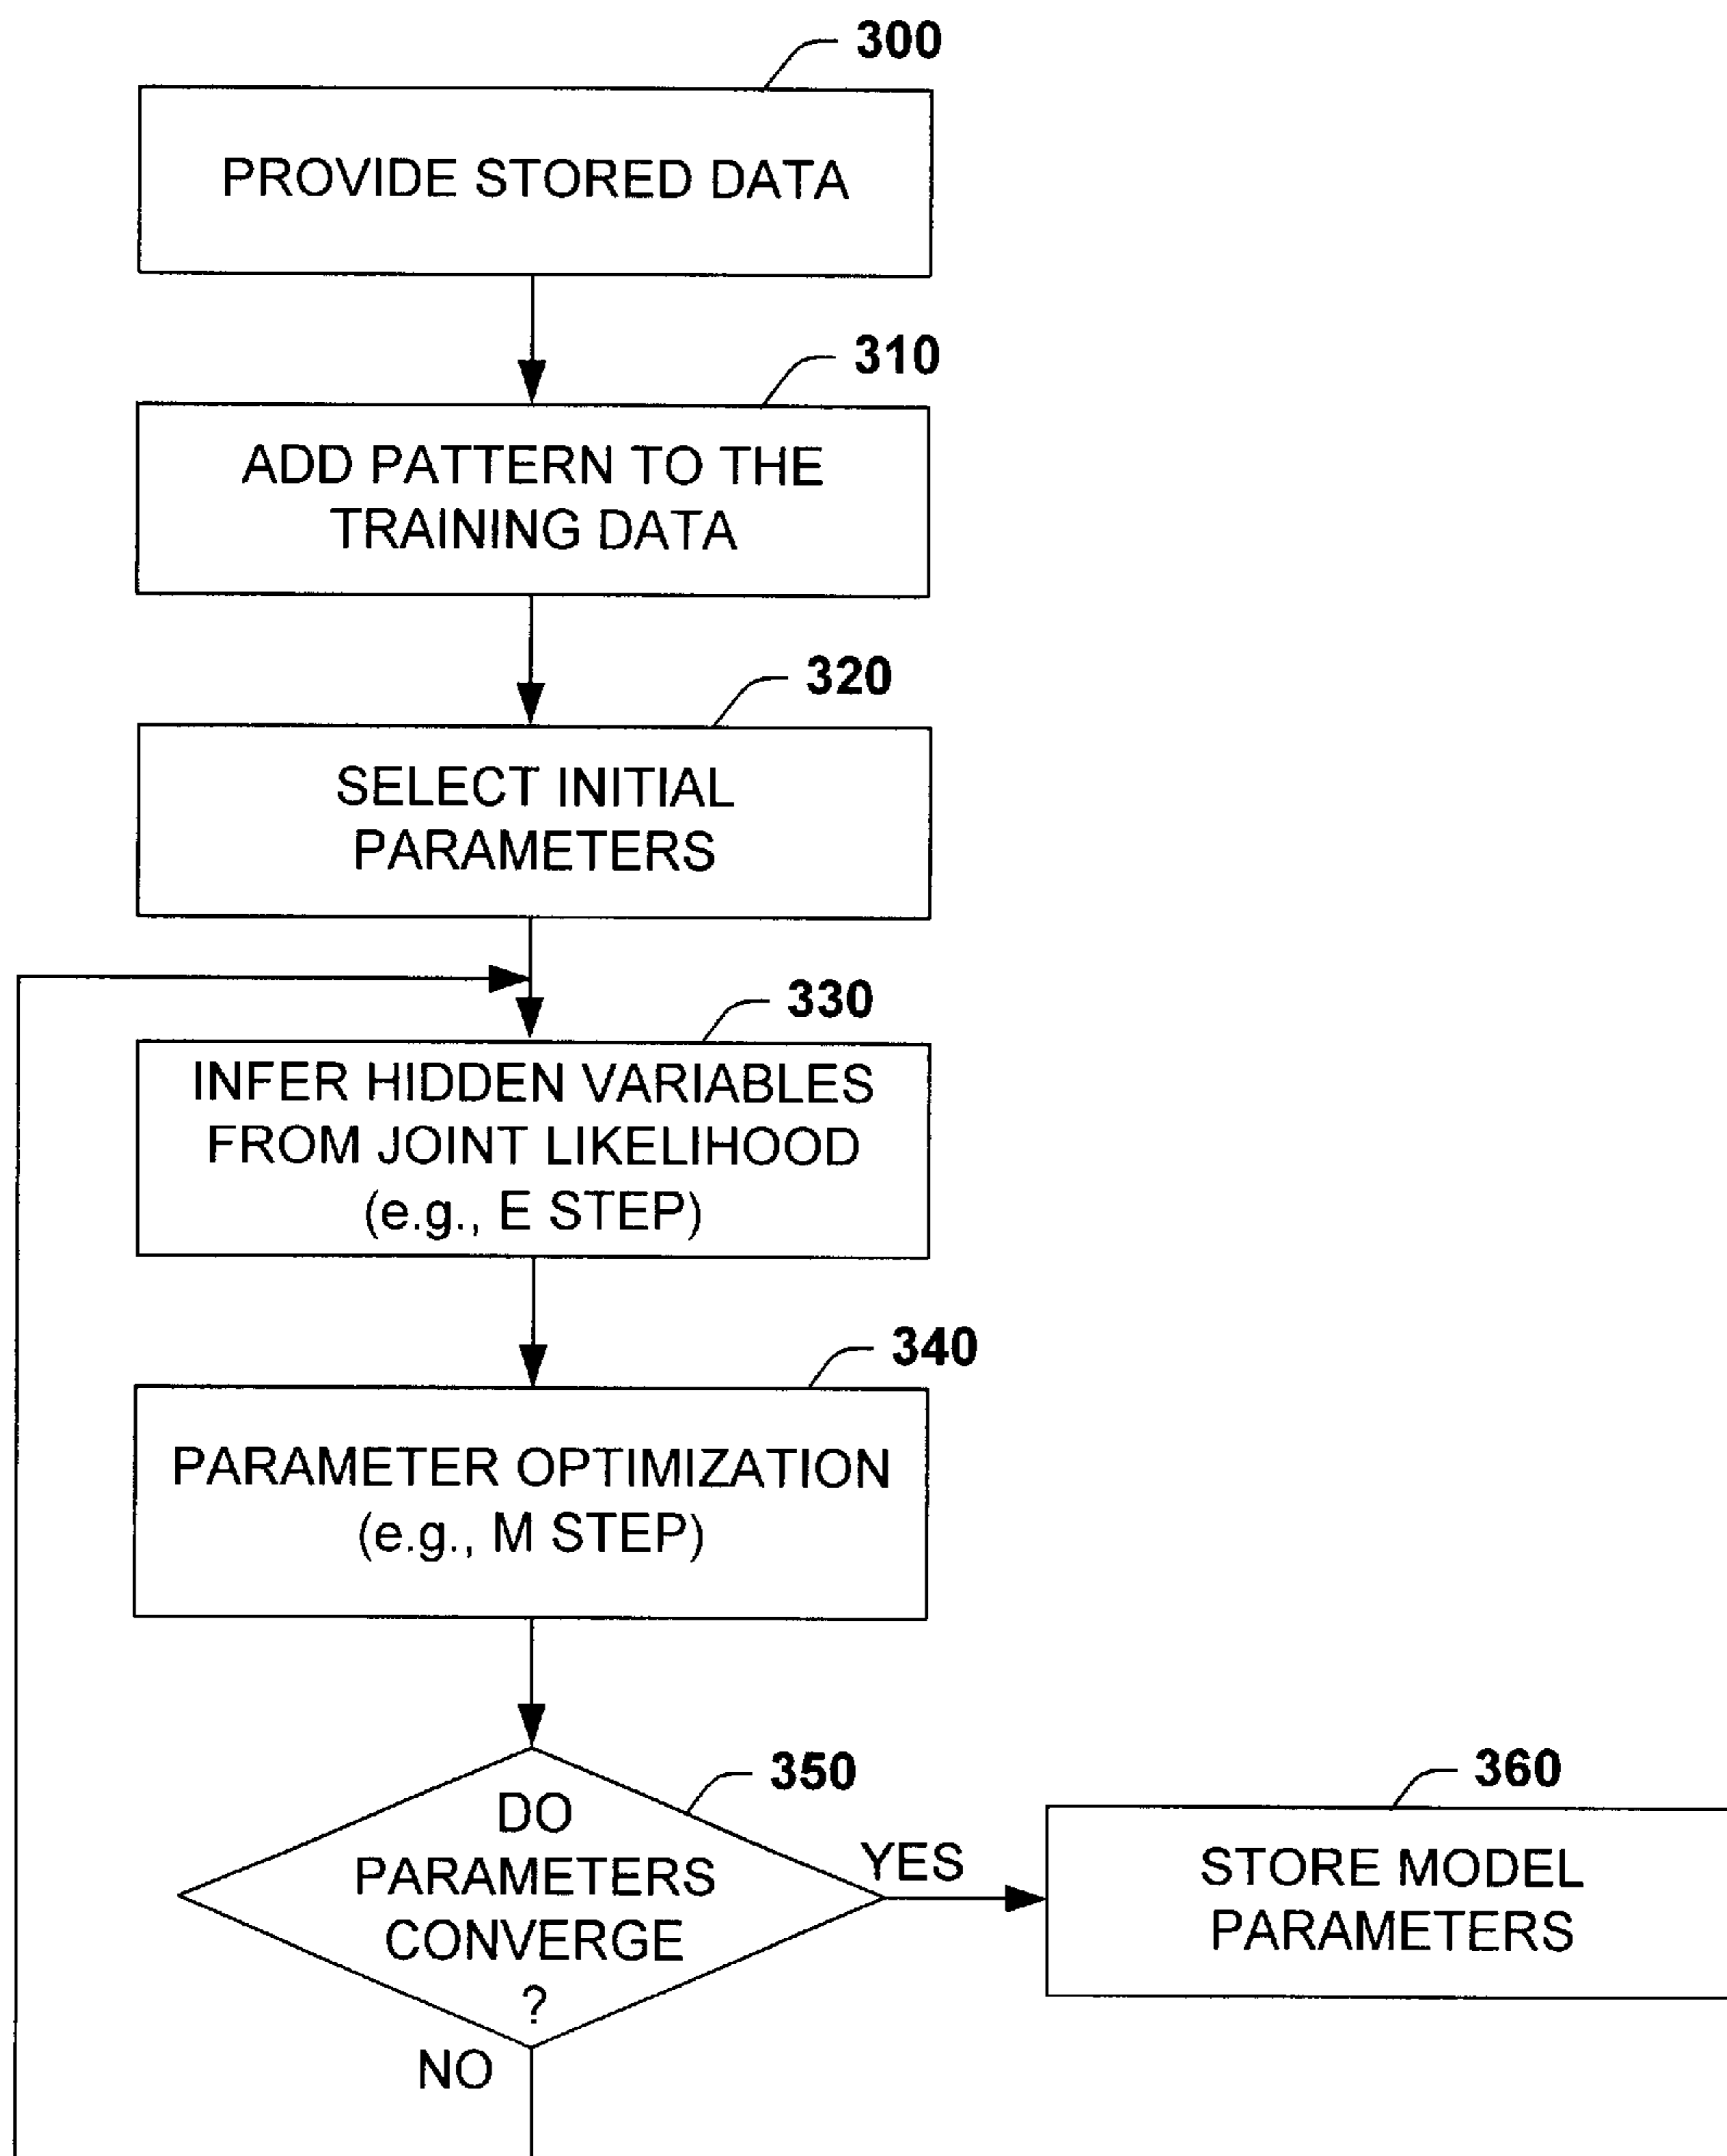 300
PROVIDE STORED DATA
310
ADD PATTERN TO THE
TRAINING DATA
320
SELECT INITIAL
PARAMETERS
330
INFER HIDDEN VARIABLES
FROM JOINT LIKELIHOOD
(e.g., E STEP)
340
PARAMETER OPTIMIZATION
(e.g., M STEP)
350
DO
PARAMETERS
CONVERGE
?
YES
360
STORE MODEL
PARAMETERS
NO